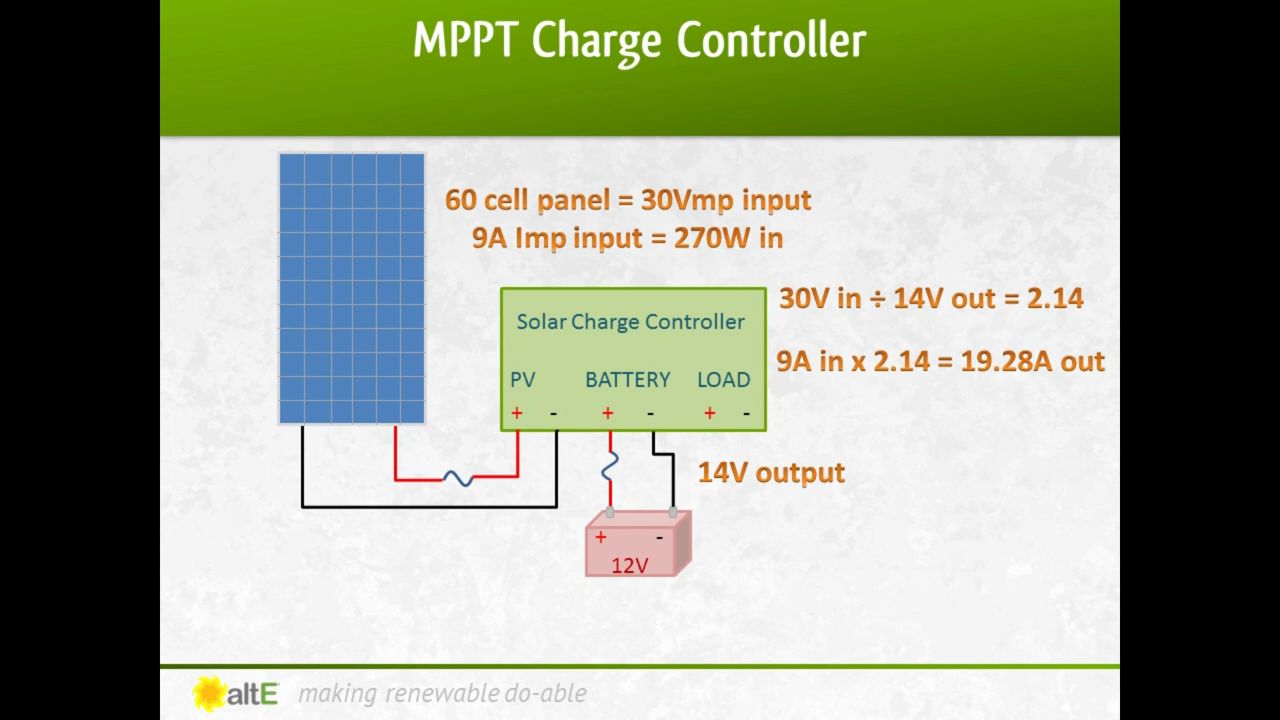 MPPT Charge Controller
60 cell panel = 30Vmp input
9A Imp input = 270W in
30V in ÷ 14V out = 2.14
9A in x 2.14 = 19.28A out
Solar Charge Controller
PV BATTERY LOAD
+ - + - + -
14V output
+ -
12V
altE making renewable do-able